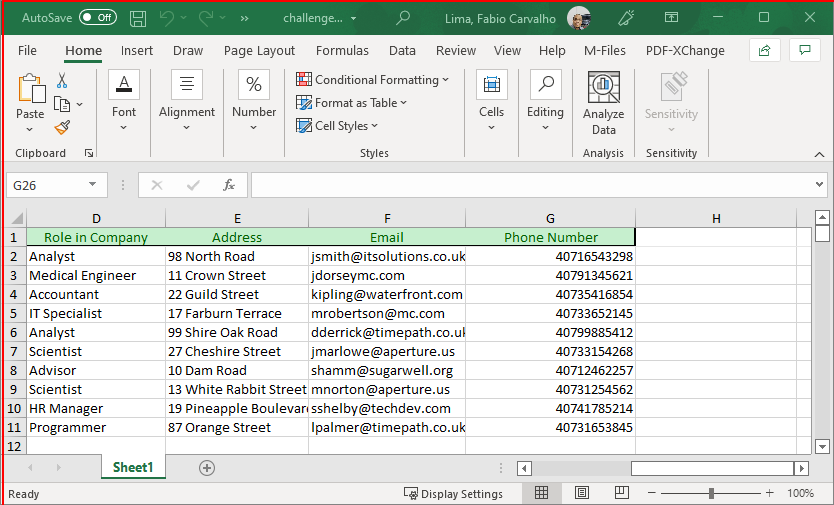 AutoSave Off challenge... Lima, Fabio Carvalho
File Home Insert Draw Page Layout Formulas Data Review View Help M-Files PDF-XChange
Paste Font Alignment % Number Conditional Formatting Format as Table Cell Styles Cells Editing Analyze Data Sensitivity
Clipboard Styles Analysis Sensitivity
G26 fx
D E F G H
1 Role in Company Address Email Phone Number
2 Analyst 98 North Road jsmith@itsolutions.co.uk 40716543298
3 Medical Engineer 11 Crown Street jdorseymc.com 40791345621
4 Accountant 22 Guild Street kipling@waterfront.com 40735416854
5 IT Specialist 17 Farburn Terrace mrobertson@mc.com 40733652145
6 Analyst 99 Shire Oak Road dderrick@timepath.co.uk 40799885412
7 Scientist 27 Cheshire Street jmarlowe@aperture.us 40733154268
8 Advisor 10 Dam Road shamm@sugarwell.org 40712462257
9 Scientist 13 White Rabbit Street mnorton@aperture.us 40731254562
10 HR Manager 19 Pineapple Boulevar sshelby@techdev.com 40741785214
11 Programmer 87 Orange Street lpalmer@timepath.co.uk 40731653845
12
Sheet1
Ready Display Settings 100%